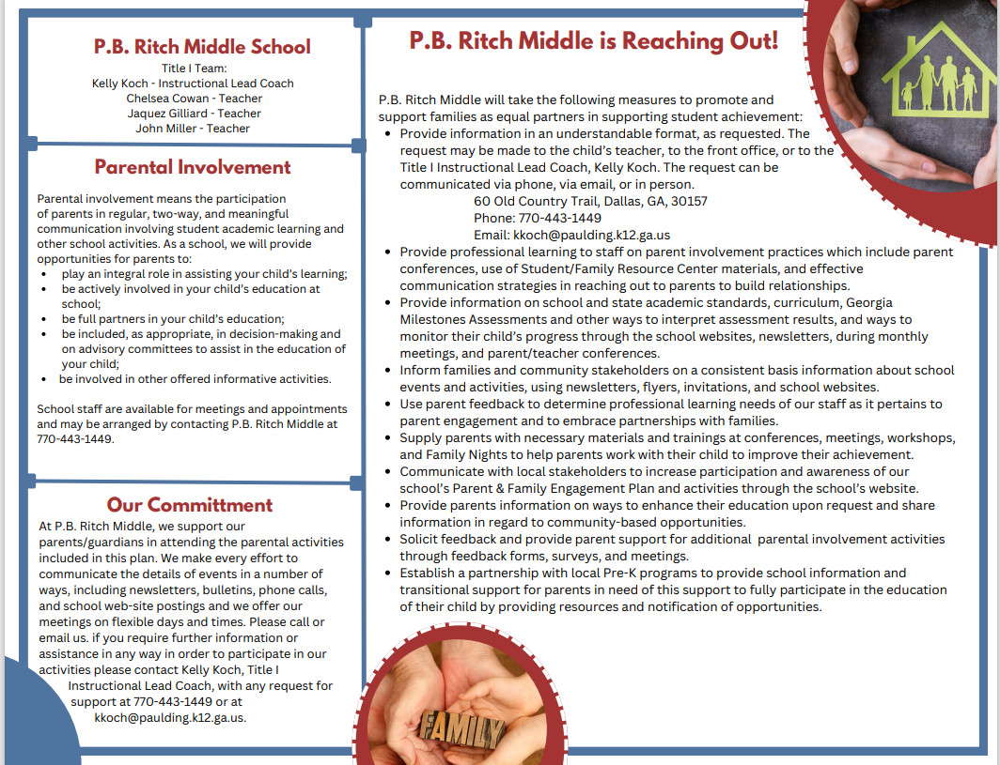 P.B. Ritch Middle School
Title I Team:
Kelly Koch - Instructional Lead Coach
Chelsea Cowan - Teacher
Jaquez Gilliard - Teacher
John Miller - Teacher
Parental Involvement
Parental involvement means the participation
of parents in regular, two-way, and meaningful
communication involving student academic learning and
other school activities. As a school, we will provide
opportunities for parents to:
• play an integral role in assisting your child's learning;
• be actively involved in your child's education at
school;
• be full partners in your child's education;
• be included, as appropriate, in decision-making and
on advisory committees to assist in the education of
your child;
• be involved in other offered informative activities.
School staff are available for meetings and appointments
and may be arranged by contacting P.B. Ritch Middle at
770-443-1449.
Our Committment
At P.B. Ritch Middle, we support our
parents/guardians in attending the parental activities
included in this plan. We make every effort to
communicate the details of events in a number of
ways, including newsletters, bulletins, phone calls,
and school web-site postings and we offer our
meetings on flexible days and times. Please call or
email us. if you require further information or
assistance in any way in order to participate in our
activities please contact Kelly Koch, Title I
Instructional Lead Coach, with any request for
support at 770-443-1449 or at
kkoch@paulding.k12.ga.us.
P.B. Ritch Middle is Reaching Out!
P.B. Ritch Middle will take the following measures to promote and
support families as equal partners in supporting student achievement:
• Provide information in an understandable format, as requested. The
request may be made to the child's teacher, to the front office, or to the
Title I Instructional Lead Coach, Kelly Koch. The request can be
communicated via phone, via email, or in person.
60 Old Country Trail, Dallas, GA, 30157
Phone: 770-443-1449
Email: kkoch@paulding.k12.ga.us
• Provide professional learning to staff on parent involvement practices which include parent
conferences, use of Student/Family Resource Center materials, and effective
communication strategies in reaching out to parents to build relationships.
• Provide information on school and state academic standards, curriculum, Georgia
Milestones Assessments and other ways to interpret assessment results, and ways to
monitor their child's progress through the school websites, newsletters, during monthly
meetings, and parent/teacher conferences.
• Inform families and community stakeholders on a consistent basis information about school
events and activities, using newsletters, flyers, invitations, and school websites.
• Use parent feedback to determine professional learning needs of our staff as it pertains to
parent engagement and to embrace partnerships with families.
• Supply parents with necessary materials and trainings at conferences, meetings, workshops,
and Family Nights to help parents work with their child to improve their achievement.
• Communicate with local stakeholders to increase participation and awareness of our
school's Parent & Family Engagement Plan and activities through the school's website.
• Provide parents information on ways to enhance their education upon request and share
information in regard to community-based opportunities.
• Solicit feedback and provide parent support for additional  parental involvement activities
through feedback forms, surveys, and meetings.
• Establish a partnership with local Pre-K programs to provide school information and
transitional support for parents in need of this support to fully participate in the education
of their child by providing resources and notification of opportunities.
FAMILY